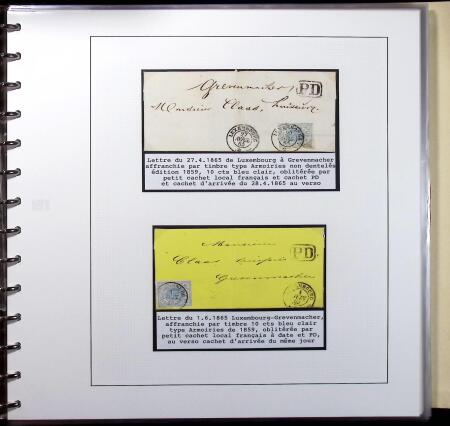 Grevenmacher
PD
Monsieur Claas, huissier
LUXEMBOURG
27
Lettre du 27.4.1865 de Luxembourg à Grevenmacher
affranchie par timbre type Armoiries non dentelés
édition 1859, 10 cts bleu clair, oblitérée par
petit cachet local français et cachet PD
et cachet d'arrivée du 28.4.1865 au verso
Monsieur
PD
Claas
Grevenmacher
Lettre du 1.6.1865 Luxembourg-Grevenmacher,
affranchie par timbre 10 cts bleu clair
type Armoiries de 1859, oblitérée par
petit cachet local français à date et PD,
au verso cachet d'arrivée du même jour